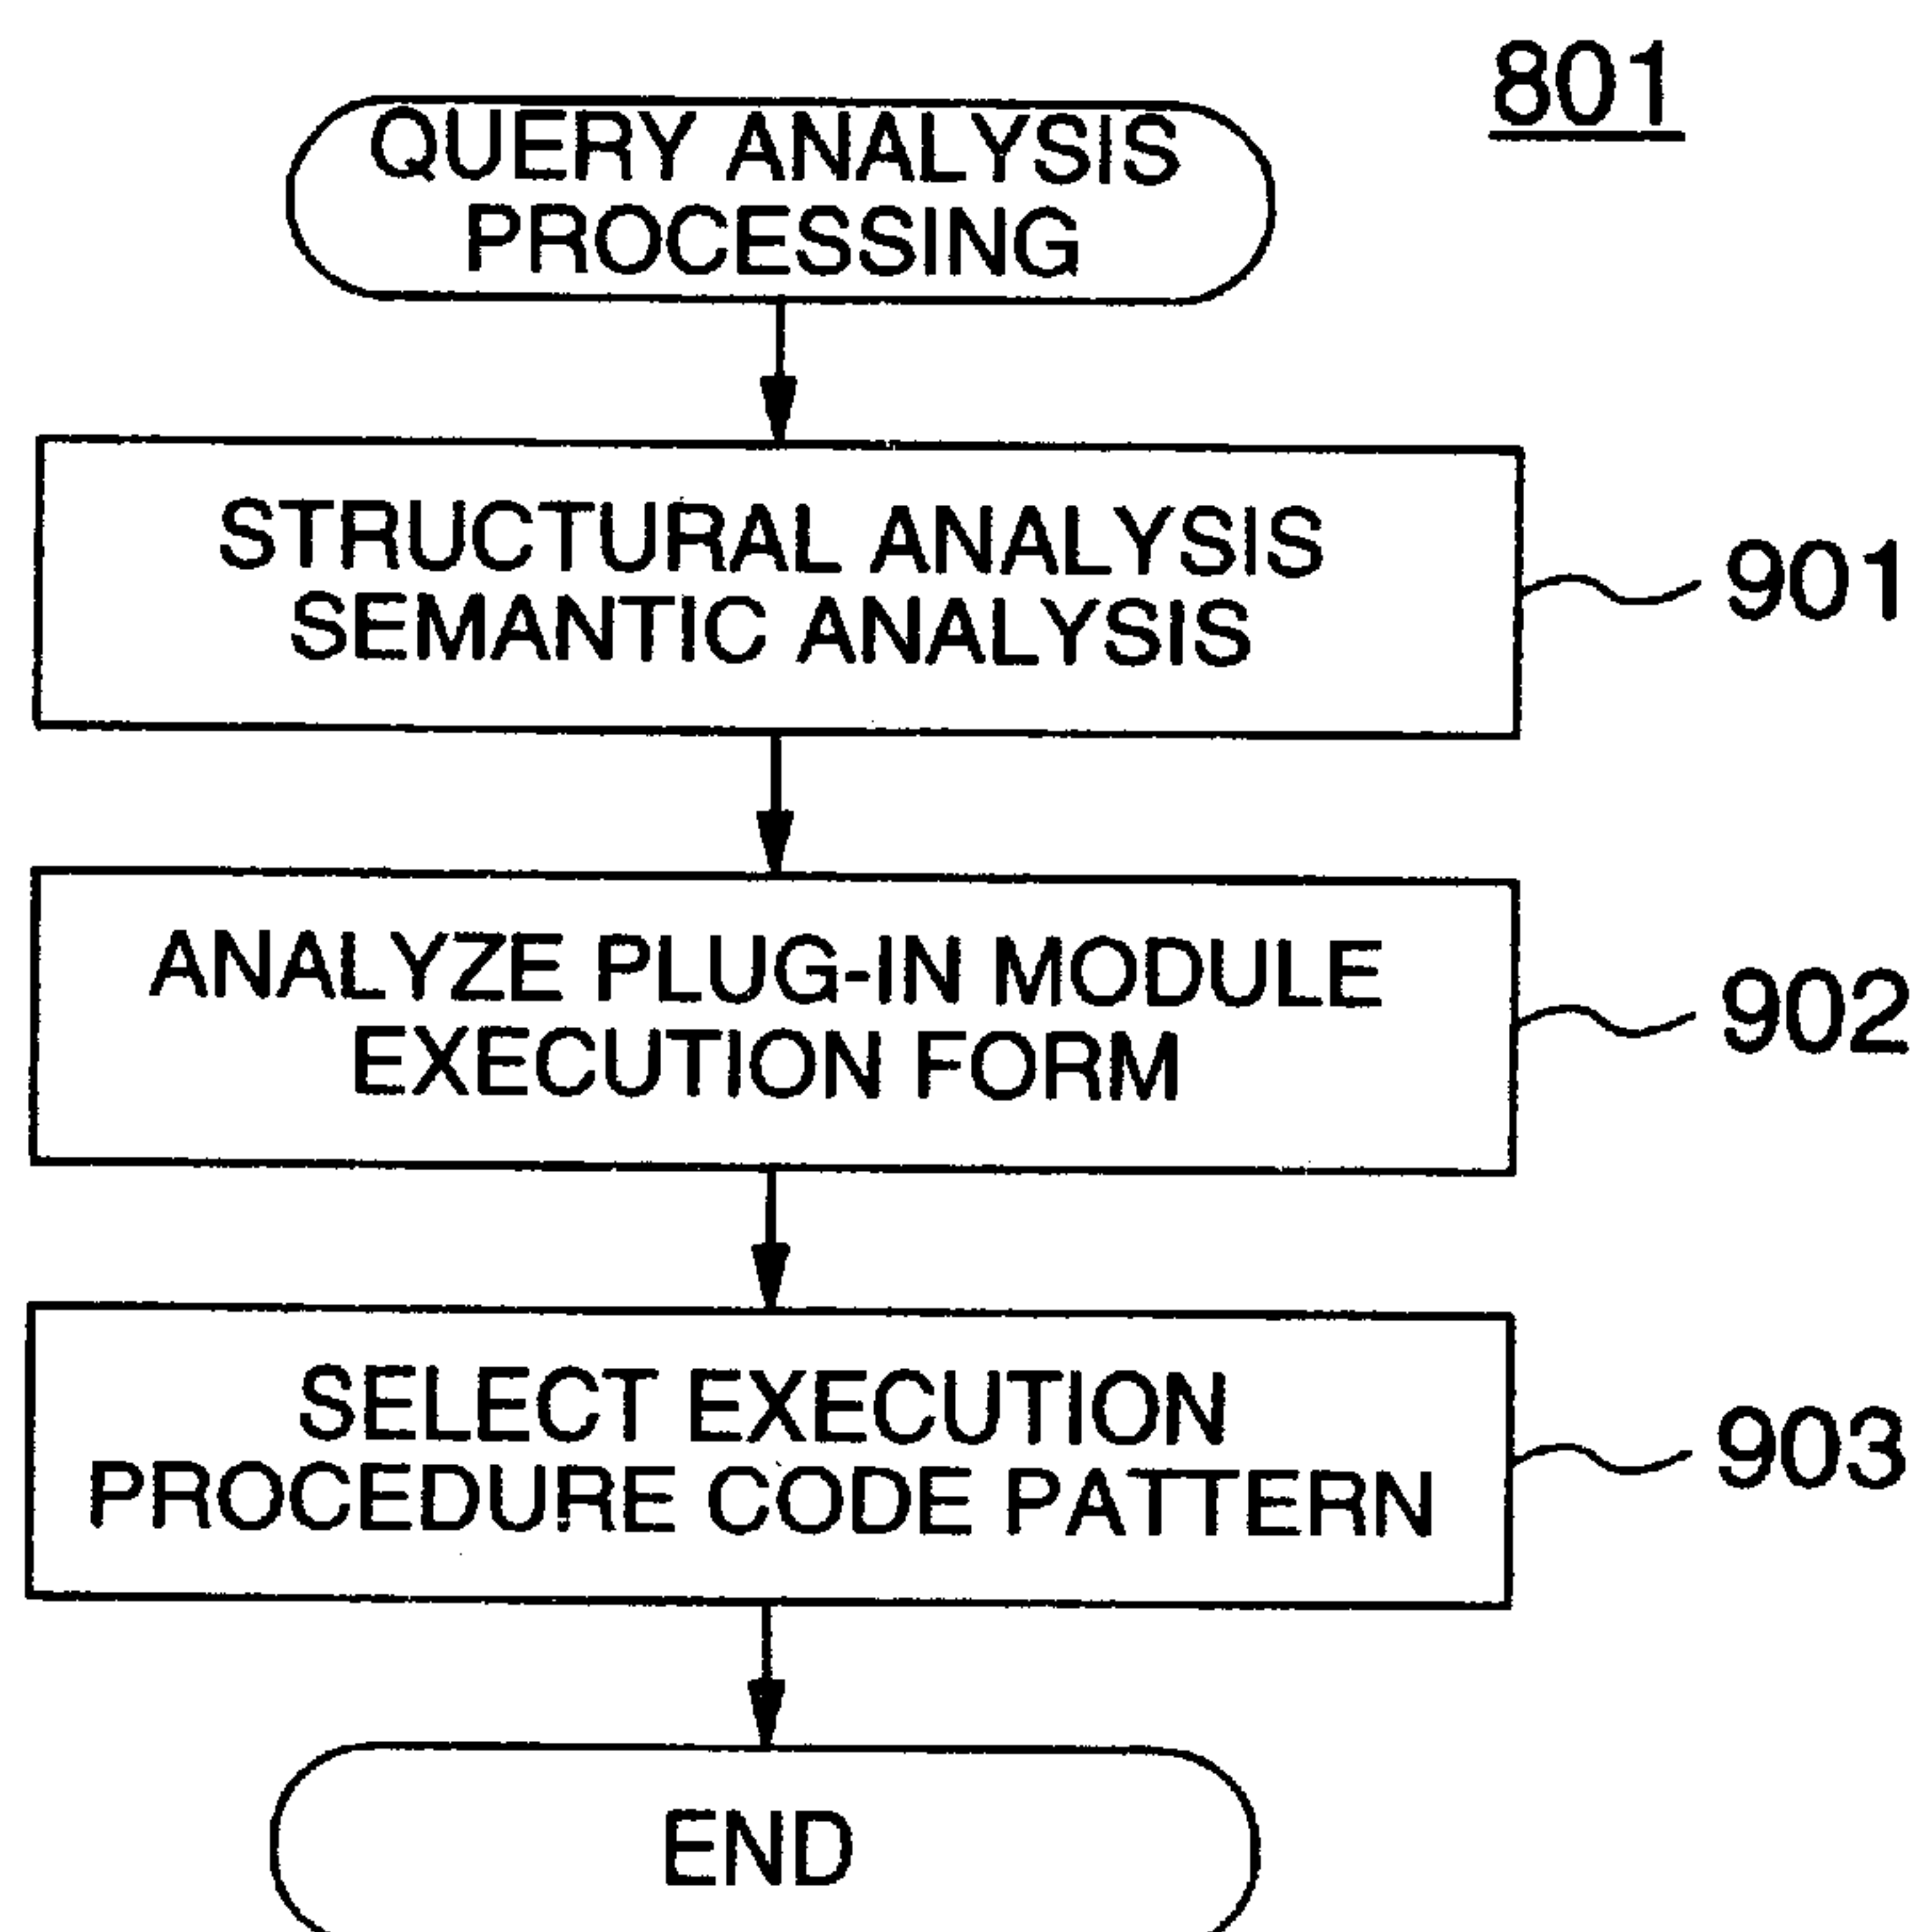 801
QUERY ANALYSIS
PROCESSING
STRUCTURAL ANALYSIS
SEMANTIC ANALYSIS
901
ANALYZE PLUG-IN MODULE
EXECUTION FORM
902
SELECT EXECUTION
PROCEDURE CODE PATTERN
903
END